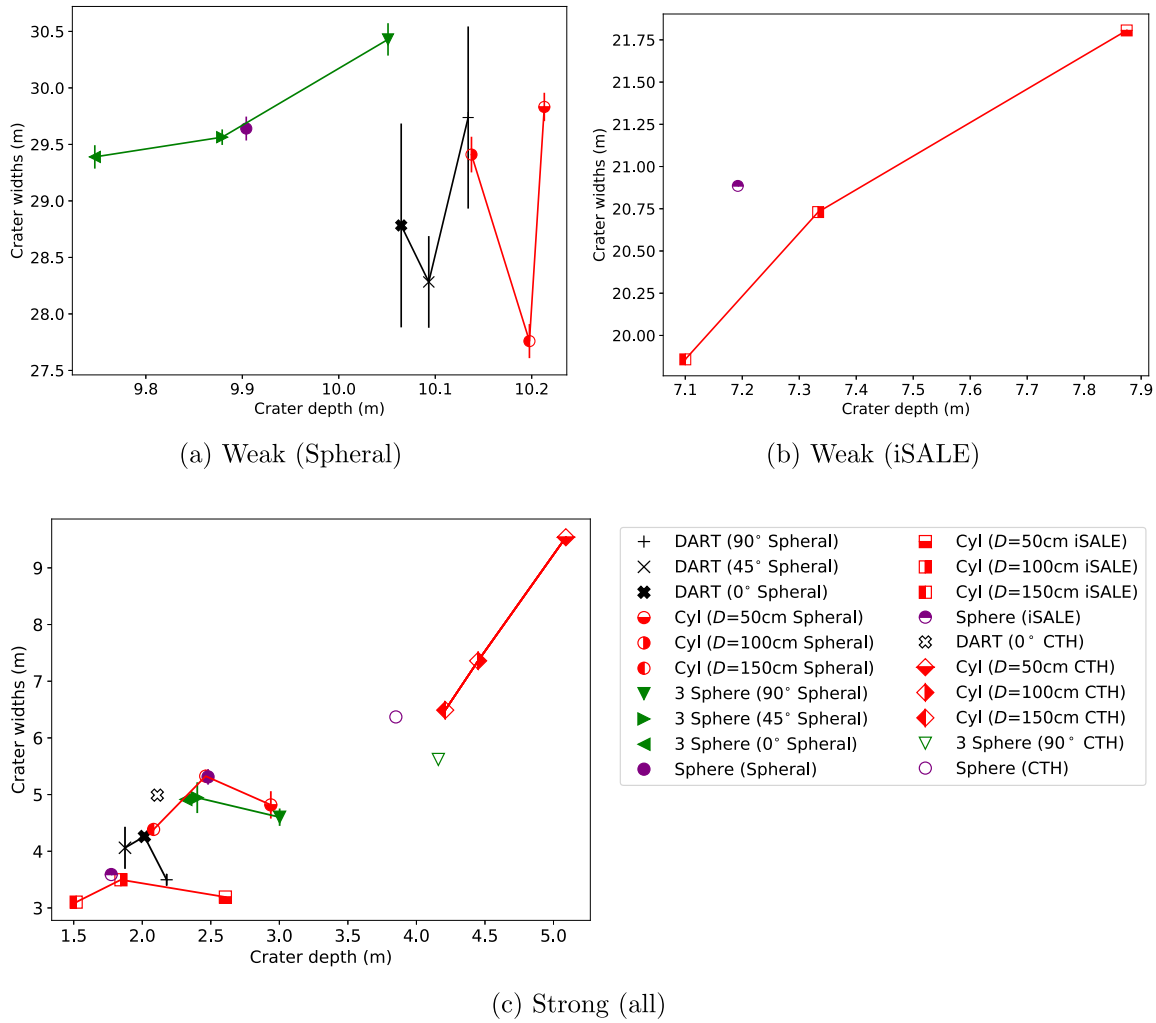 30.5
30.0
29.5
29.0
28.5
28.0
27.5
Crater widths (m)
9.8 9.9 10.0 10.1 10.2
Crater depth (m)
(a) Weak (Spheral)
21.75
21.50
21.25
21.00
20.75
20.50
20.25
20.00
Crater widths (m)
7.1 7.2 7.3 7.4 7.5 7.6 7.7 7.8 7.9
Crater depth (m)
(b) Weak (iSALE)
9
8
7
6
5
4
3
Crater widths (m)
1.5 2.0 2.5 3.0 3.5 4.0 4.5 5.0
Crater depth (m)
DART (90° Spheral)
DART (45° Spheral)
DART (0° Spheral)
Cyl (D=50cm Spheral)
Cyl (D=100cm Spheral)
Cyl (D=150cm Spheral)
3 Sphere (90° Spheral)
3 Sphere (45° Spheral)
3 Sphere (0° Spheral)
Sphere (Spheral)
Cyl (D=50cm iSALE)
Cyl (D=100cm iSALE)
Cyl (D=150cm iSALE)
Sphere (iSALE)
DART (0° CTH)
Cyl (D=50cm CTH)
Cyl (D=100cm CTH)
Cyl (D=150cm CTH)
3 Sphere (90° CTH)
Sphere (CTH)
(c) Strong (all)